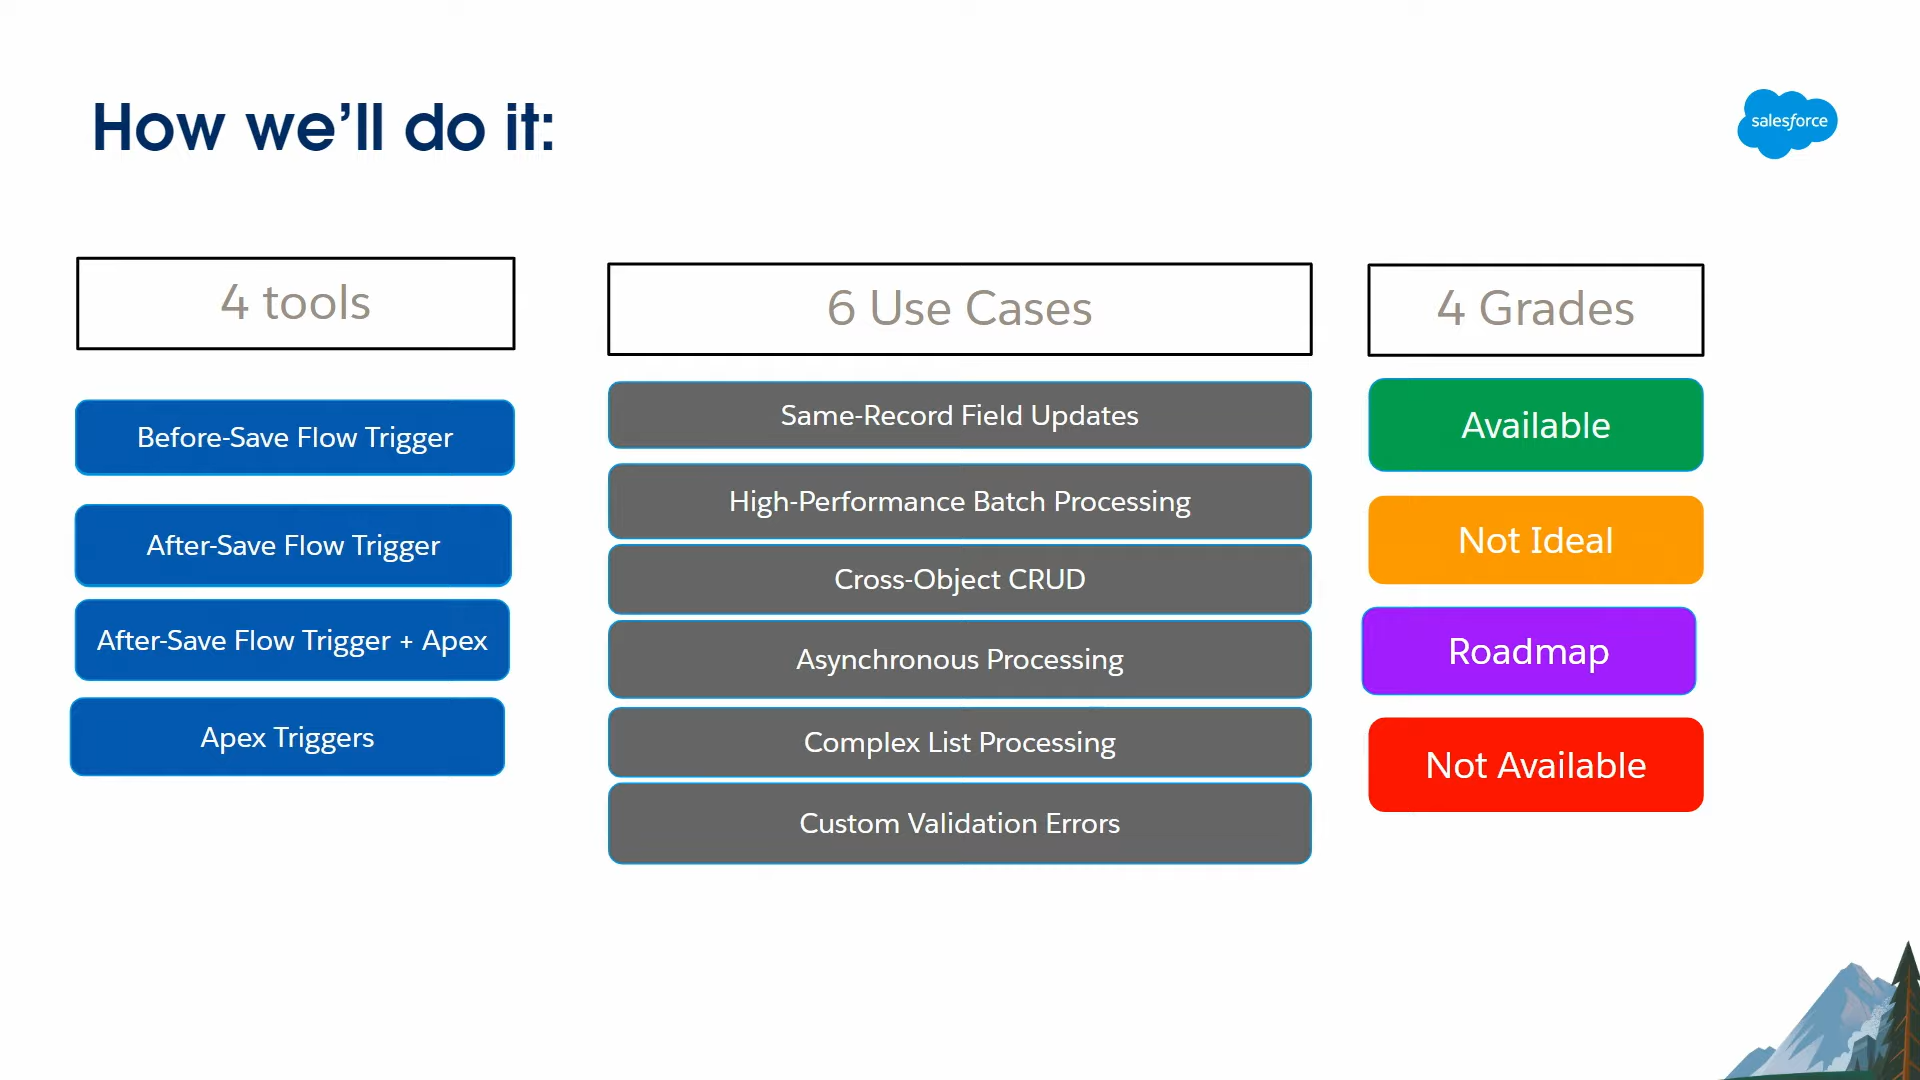 How we’ll do it:
salesforce
4 tools
Before-Save Flow Trigger
After-Save Flow Trigger
After-Save Flow Trigger + Apex
Apex Triggers
6 Use Cases
Same-Record Field Updates
High-Performance Batch Processing
Cross-Object CRUD
Asynchronous Processing
Complex List Processing
Custom Validation Errors
4 Grades
Available
Not Ideal
Roadmap
Not Available